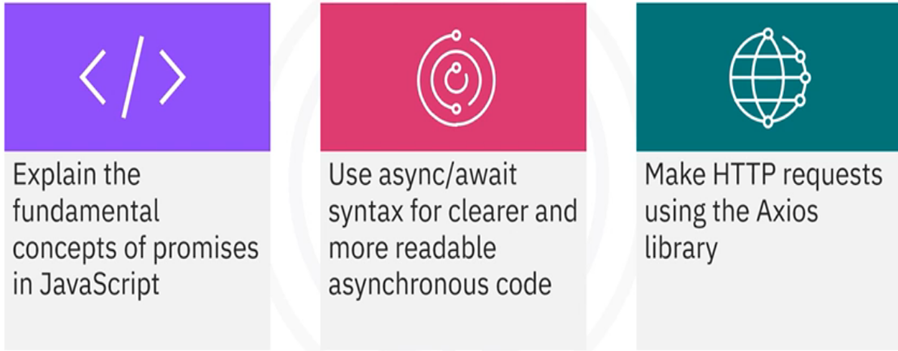 Explain the
fundamental
concepts of promises
in JavaScript
Use async/await
syntax for clearer and
more readable
asynchronous code
Make HTTP requests
using the Axios
library